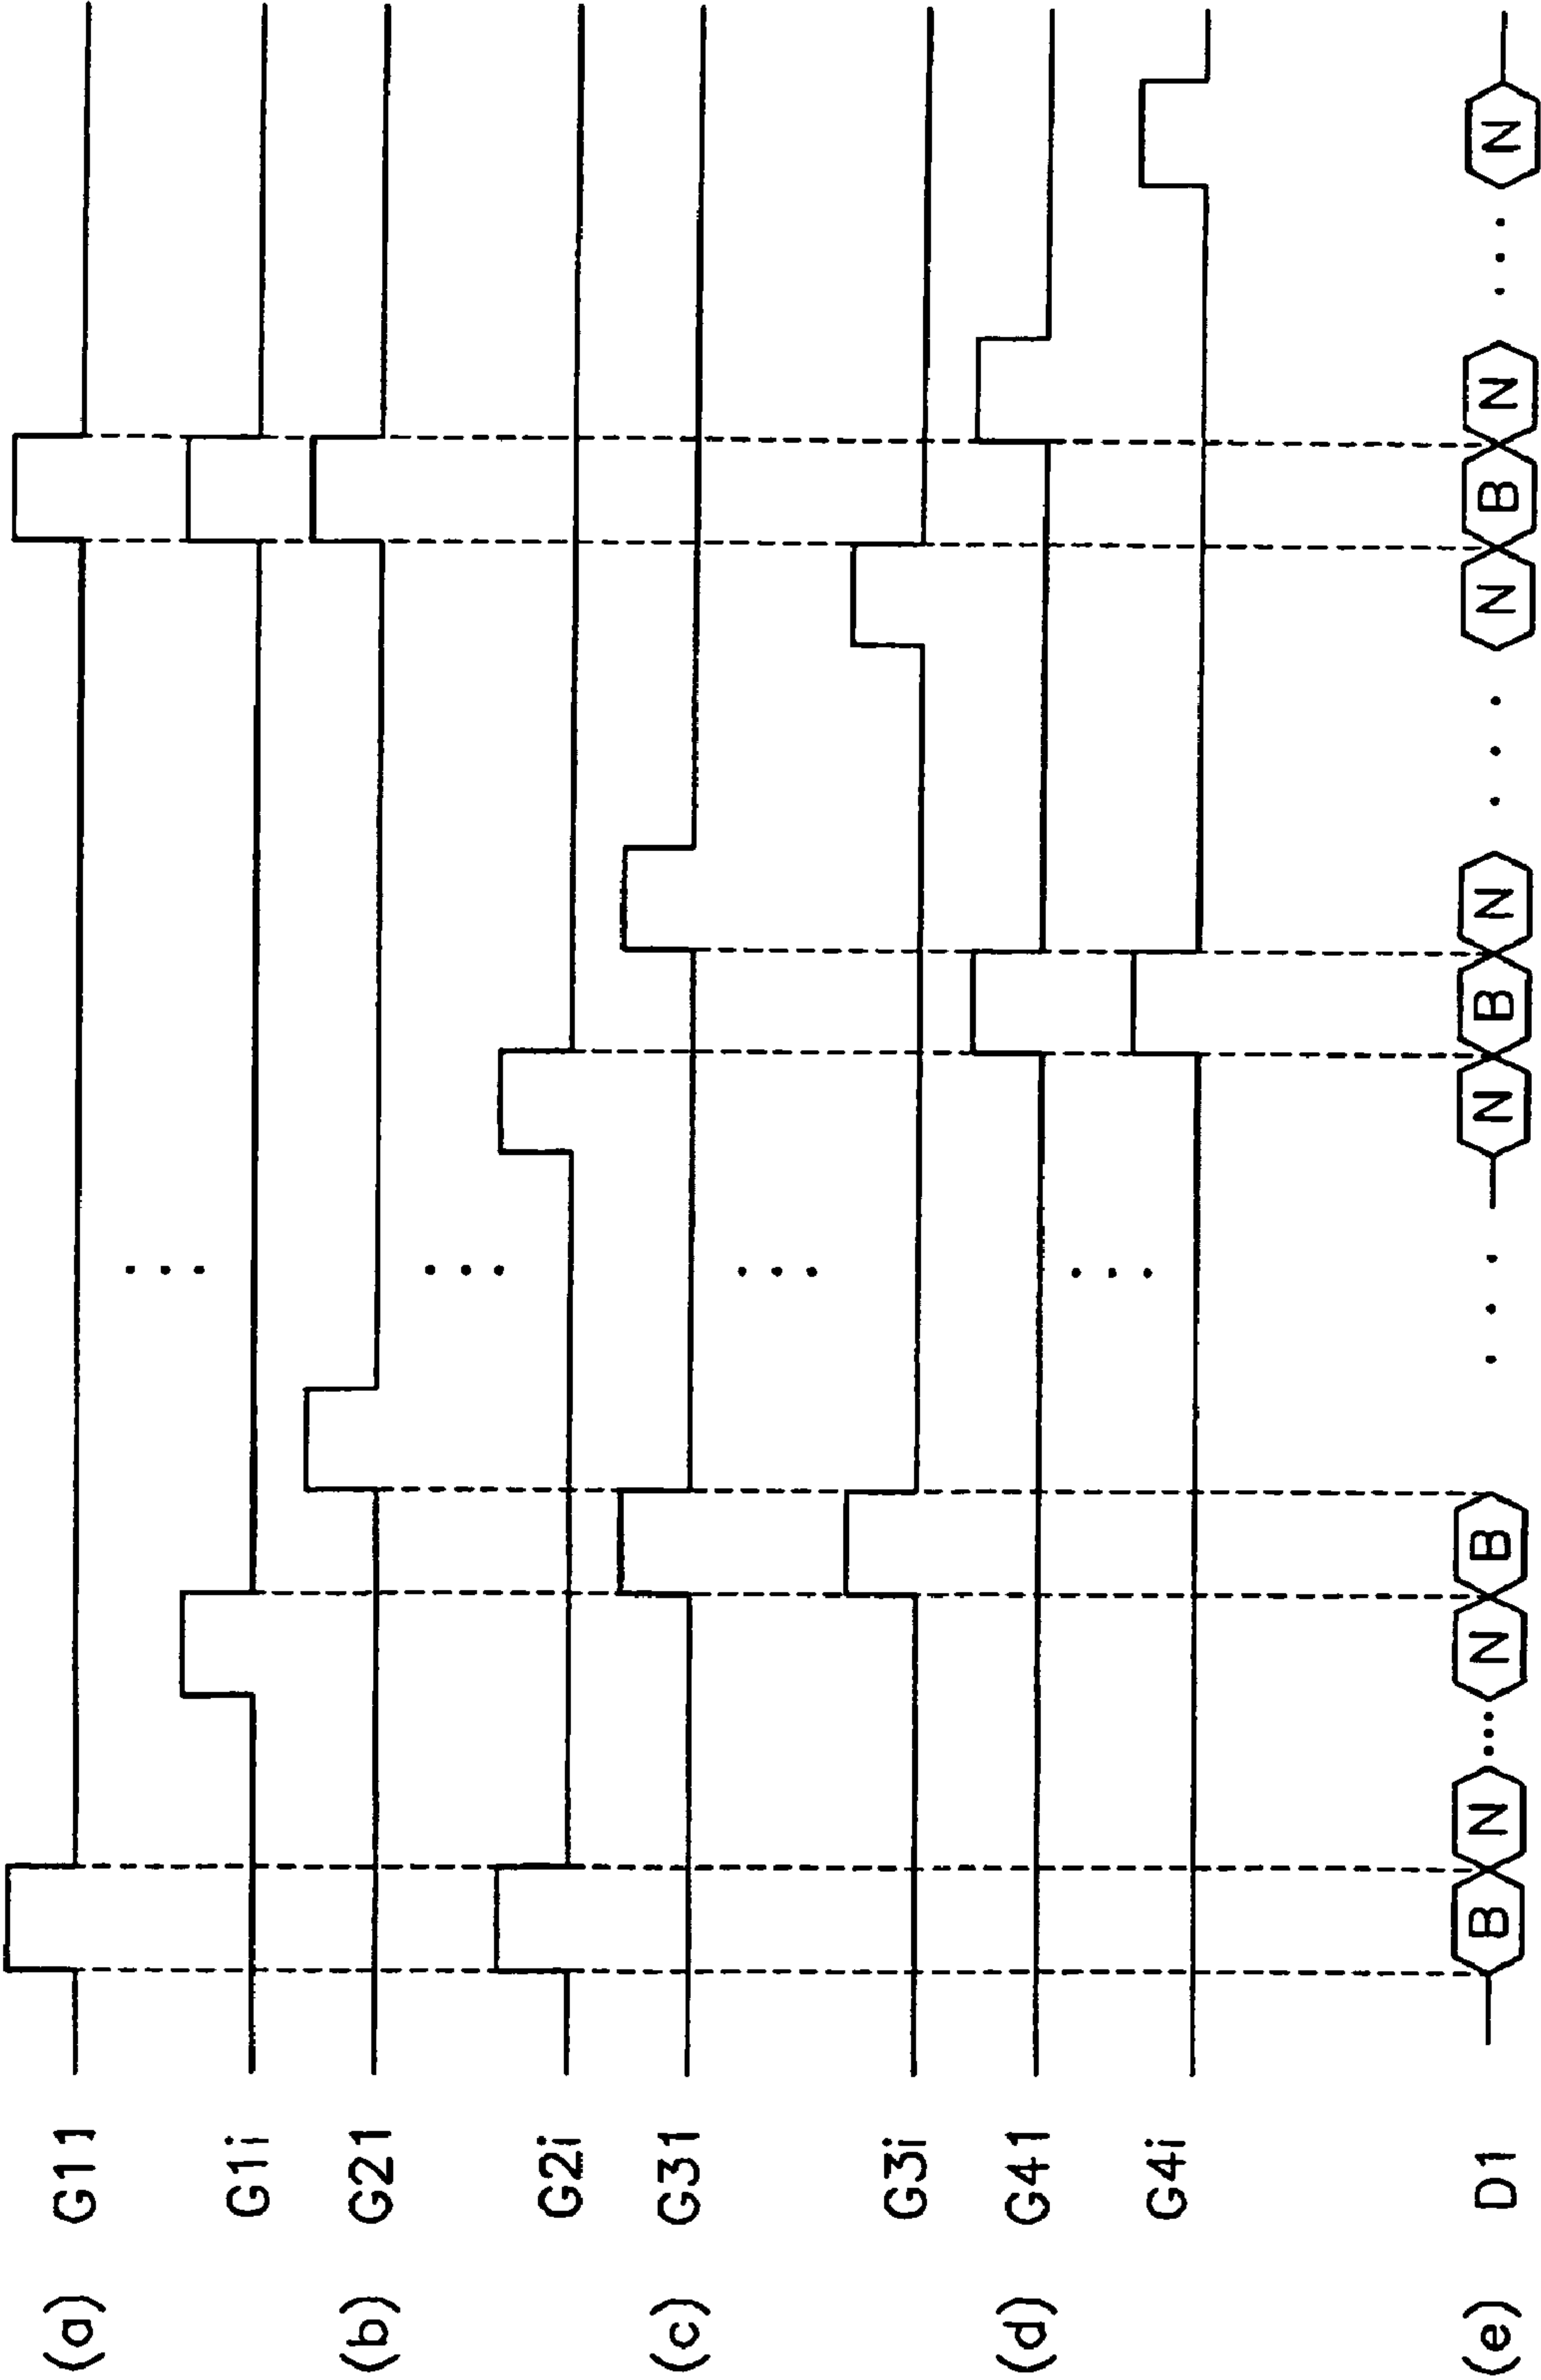 (a) G11
G1i
(b) G21
G2i
(c) G31
G3i
(d) G41
G4i
(e) D1 B N N B N B N N B N N